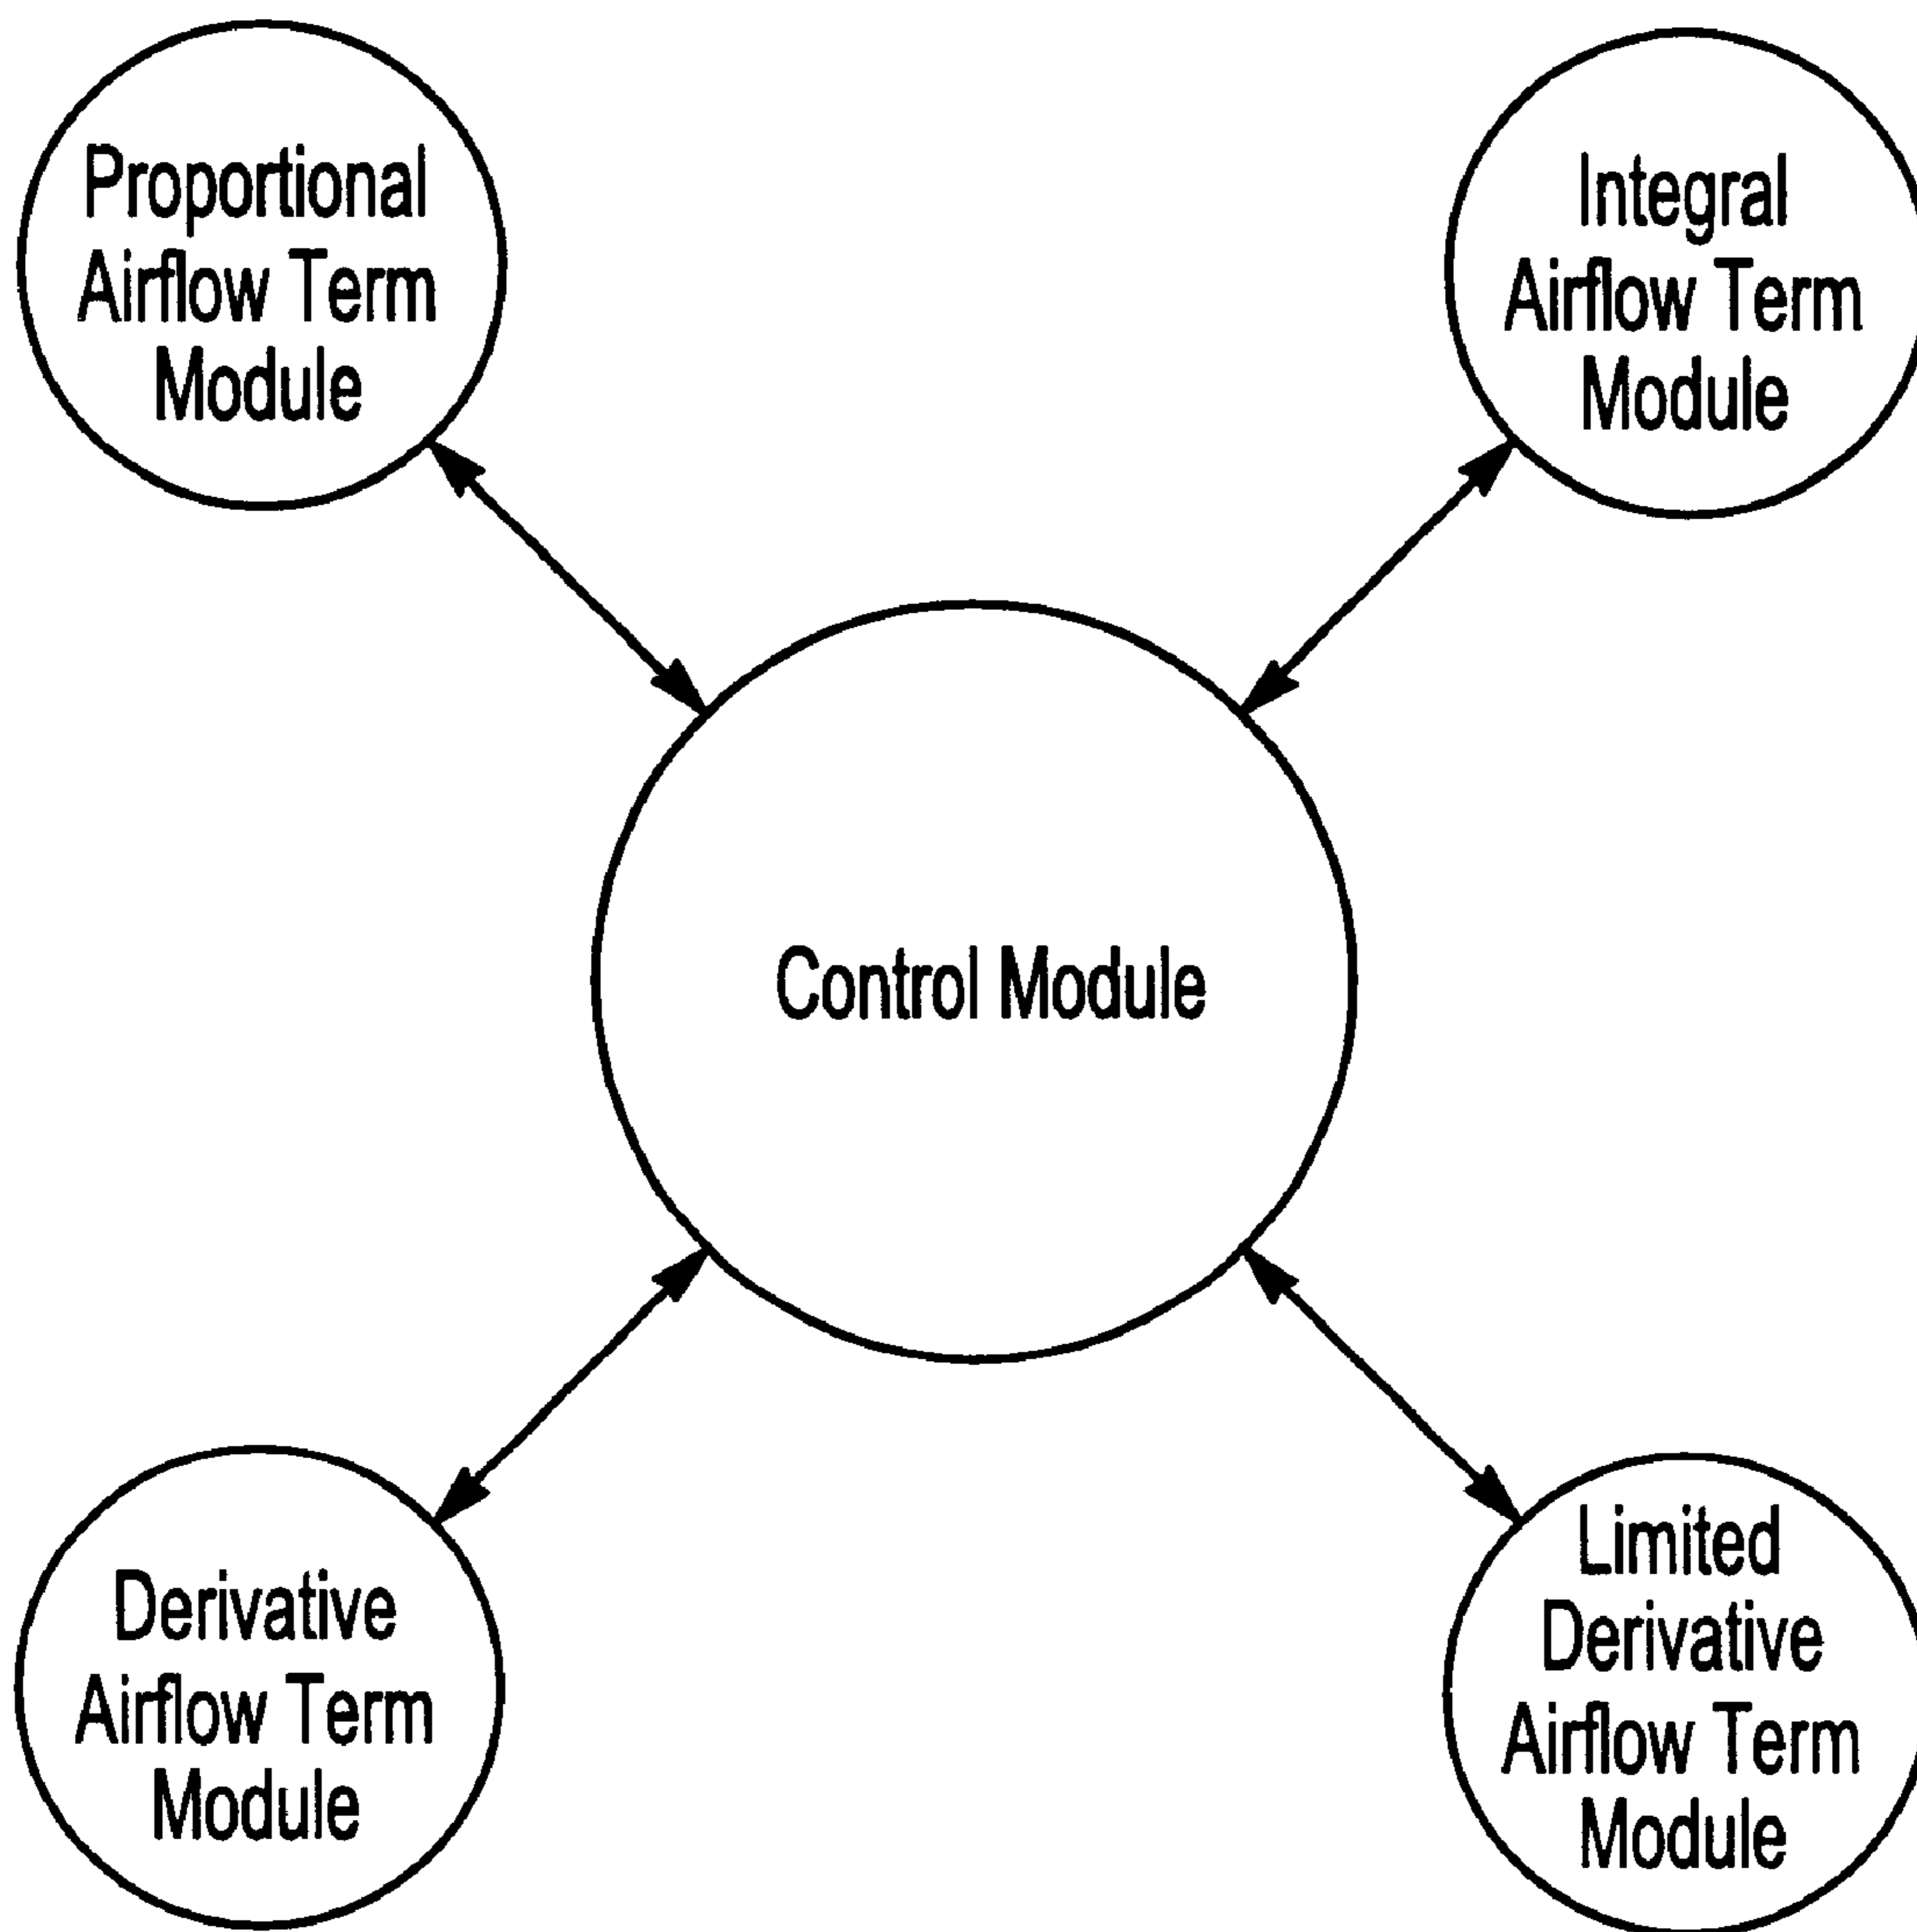 Proportional
Airflow Term
Module
Integral
Airflow Term
Module
Control Module
Derivative
Airflow Term
Module
Limited
Derivative
Airflow Term
Module